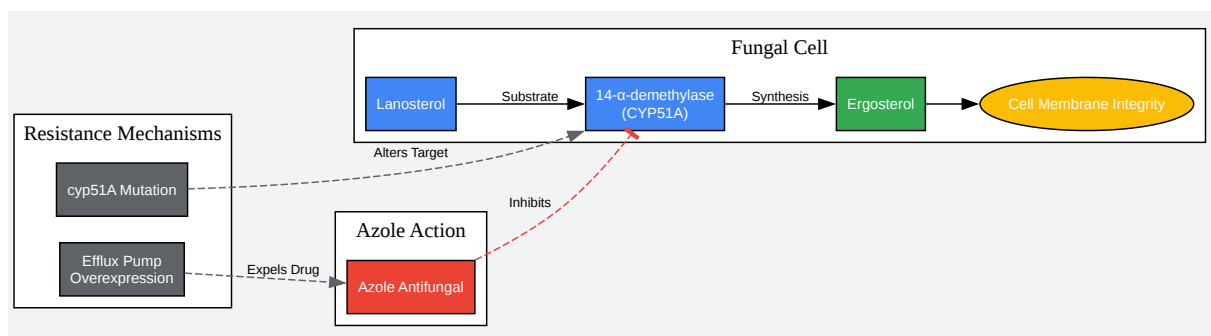 Fungal Cell
Lanosterol
Substrate
14-α-demethylase
(CYP51A)
Synthesis
Ergosterol
Cell Membrane Integrity
Resistance Mechanisms
Alters Target
cyp51A Mutation
Inhibits
Azole Action
Efflux Pump
Overexpression
Expels Drug
Azole Antifungal